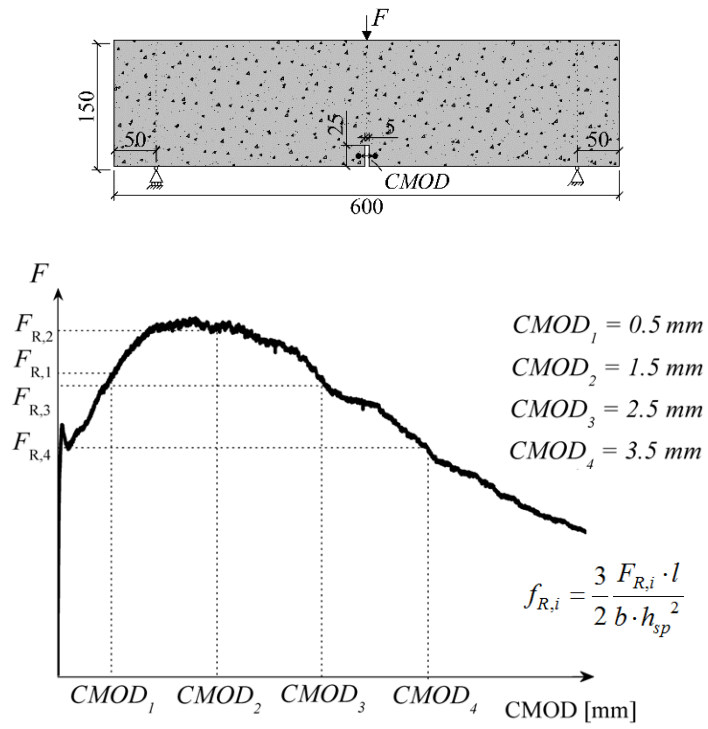 F
150
50
25
5
50
CMOD
600
F
F_R,2
F_R,1
F_R,3
F_R,4
CMOD_1 = 0.5 mm
CMOD_2 = 1.5 mm
CMOD_3 = 2.5 mm
CMOD_4 = 3.5 mm
f_R,i = 3/2 F_R,i · l / b · h_sp^2
CMOD_1 CMOD_2 CMOD_3 CMOD_4 CMOD [mm]